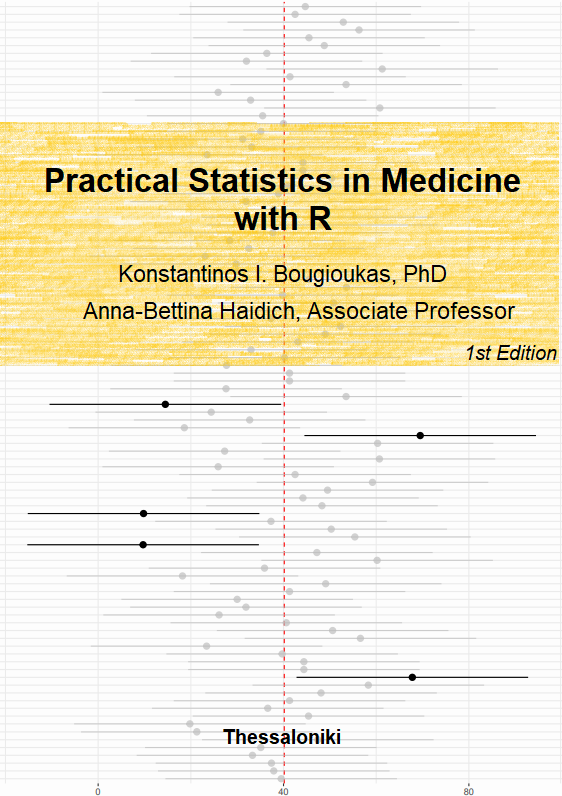 Practical Statistics in Medicine
with R
Konstantinos I. Bougioukas, PhD
Anna-Bettina Haidich, Associate Professor
1st Edition
Thessaloniki
0 40 80